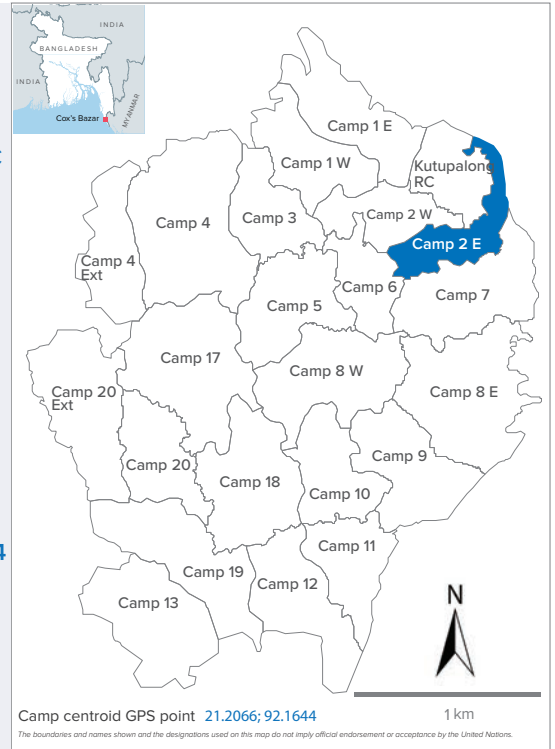 INDIA
BANGLADESH
INDIA
MYANMAR
Cox's Bazar
Camp 1 E
Camp 1 W
Kutupalong
RC
Camp 4
Camp 3
Camp 2 W
Camp 2 E
Camp 4
Ext
Camp 6
Camp 7
Camp 5
Camp 17
Camp 8 W
Camp 20
Ext
Camp 8 E
Camp 9
Camp 20
Camp 18
Camp 10
Camp 11
Camp 19
Camp 12
Camp 13
4
N
Camp centroid GPS point 21.2066; 92.1644
1 km
The boundaries and names shown and the designations used on this map do not imply official endorsement or acceptance by the United Nations.